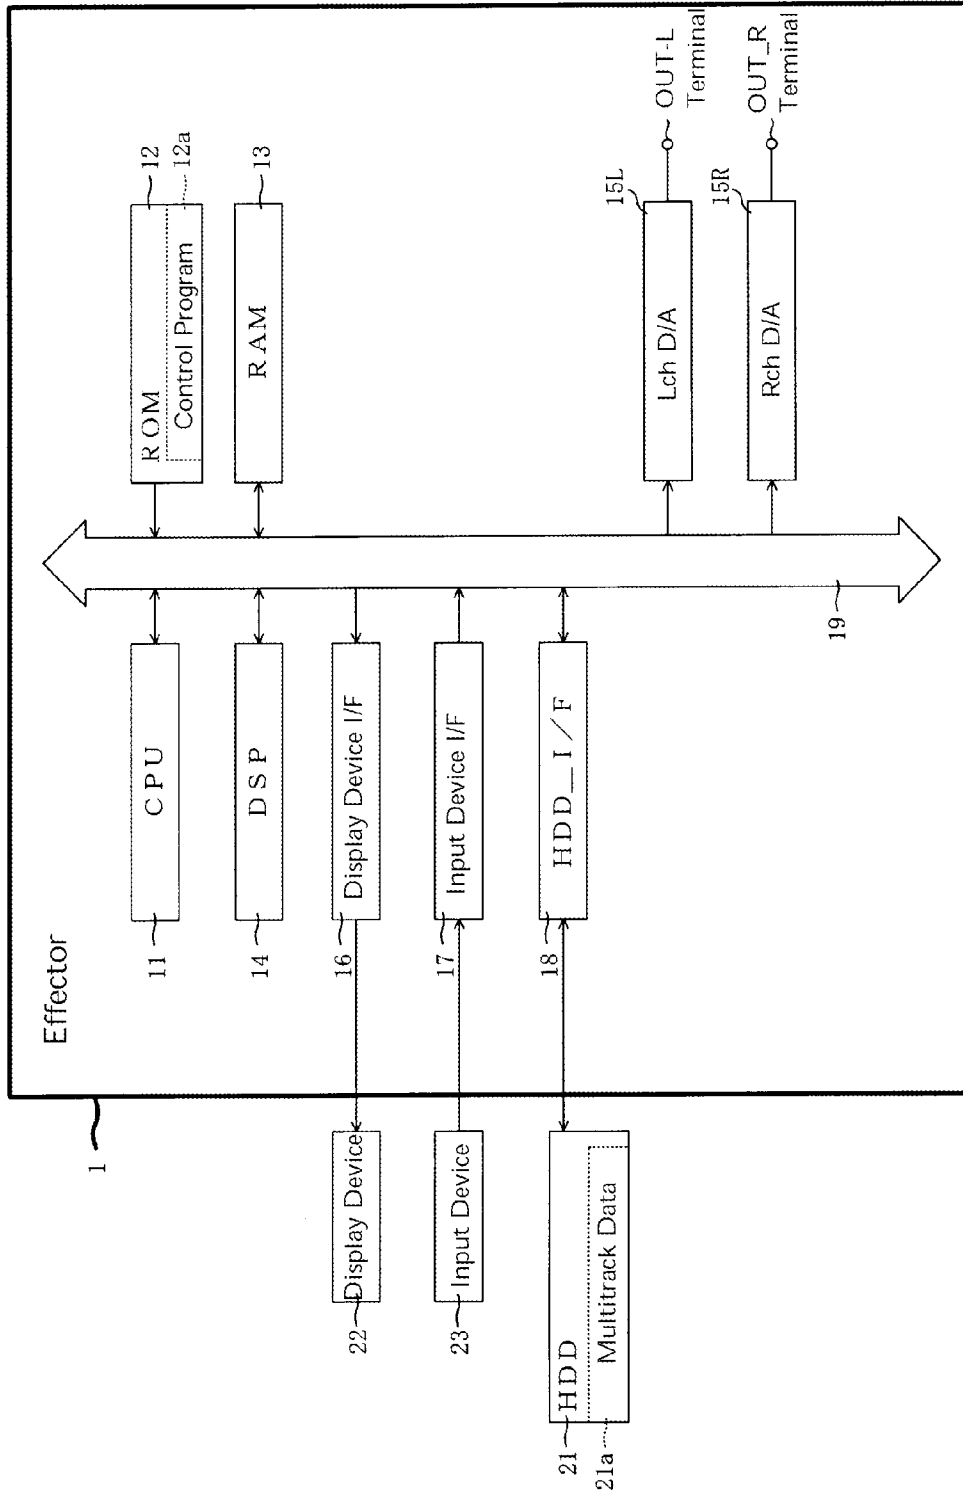 1
Effector
11
CPU
ROM
12
Control Program
12a
14
DSP
RAM
13
22
Display Device
16
Display Device I/F
23
Input Device
17
Input Device I/F
21
HDD
21a
Multitrack Data
18
HDD_I/F
15L
Lch D/A
OUT-L
Terminal
15R
Rch D/A
OUT_R
Terminal
19